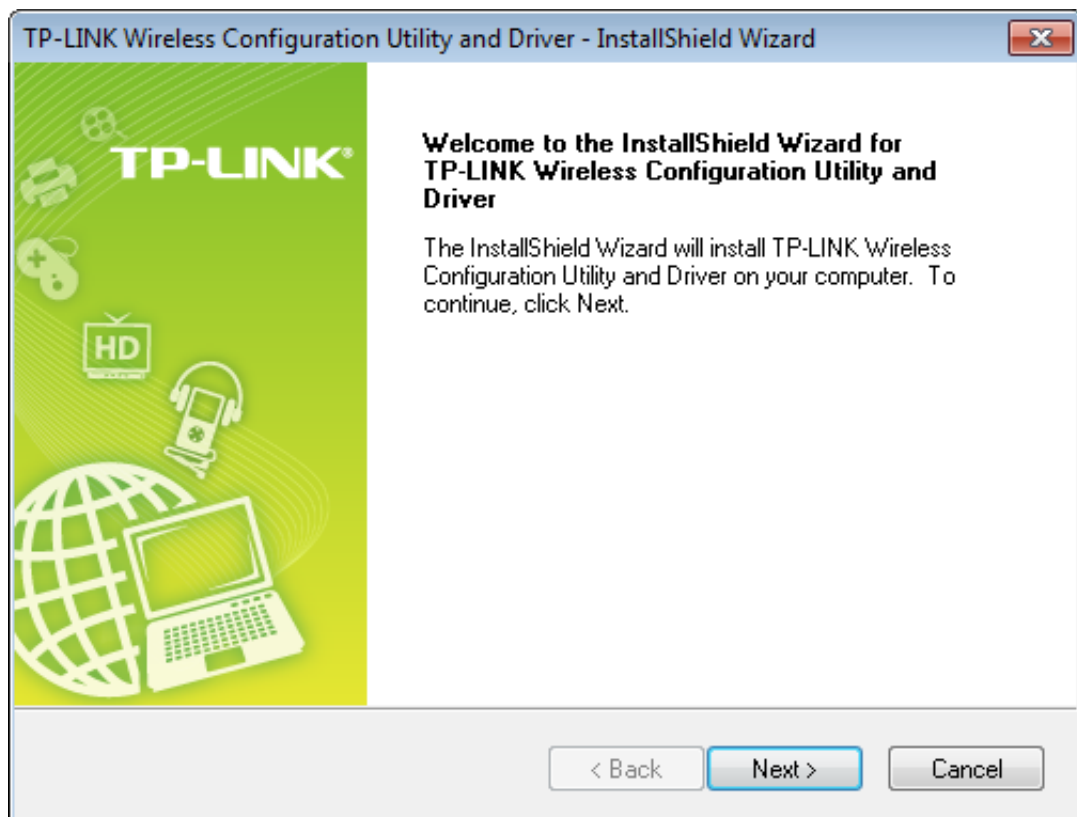 TP-LINK Wireless Configuration Utility and Driver - InstallShield Wizard
TP-LINK®
HD
Welcome to the InstallShield Wizard for
TP-LINK Wireless Configuration Utility and
Driver
The InstallShield Wizard will install TP-LINK Wireless
Configuration Utility and Driver on your computer.  To
continue, click Next.
< Back
Next >
Cancel